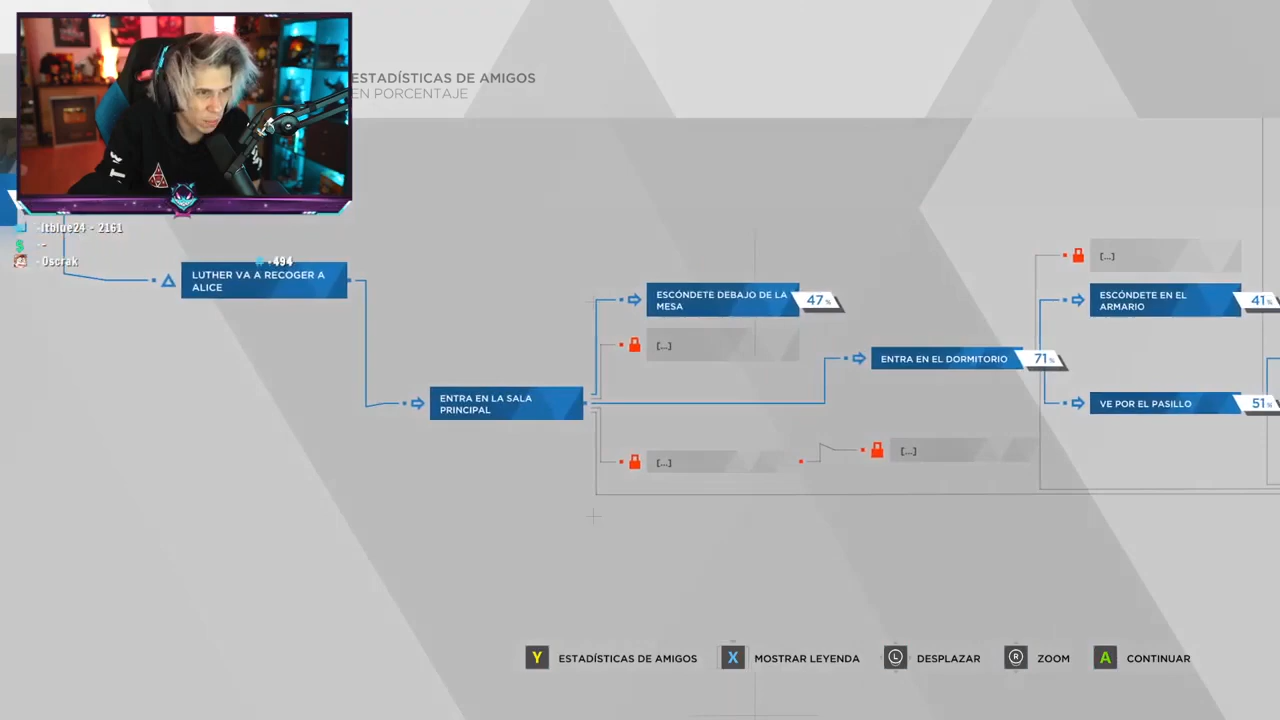 ESTADÍSTICAS DE AMIGOS
EN PORCENTAJE
-Itblue24 - 2161
--
-Oscrak
-494
LUTHER VA A RECOGER A
ALICE
ESCÓNDETE DEBAJO DE LA
MESA
47%
[...]
ENTRA EN LA SALA
PRINCIPAL
[...]
ENTRA EN EL DORMITORIO
71%
[...]
[...]
ESCÓNDETE EN EL
ARMARIO
41%
VE POR EL PASILLO
51%
Y ESTADÍSTICAS DE AMIGOS
X MOSTRAR LEYENDA
L DESPLAZAR
R ZOOM
A CONTINUAR